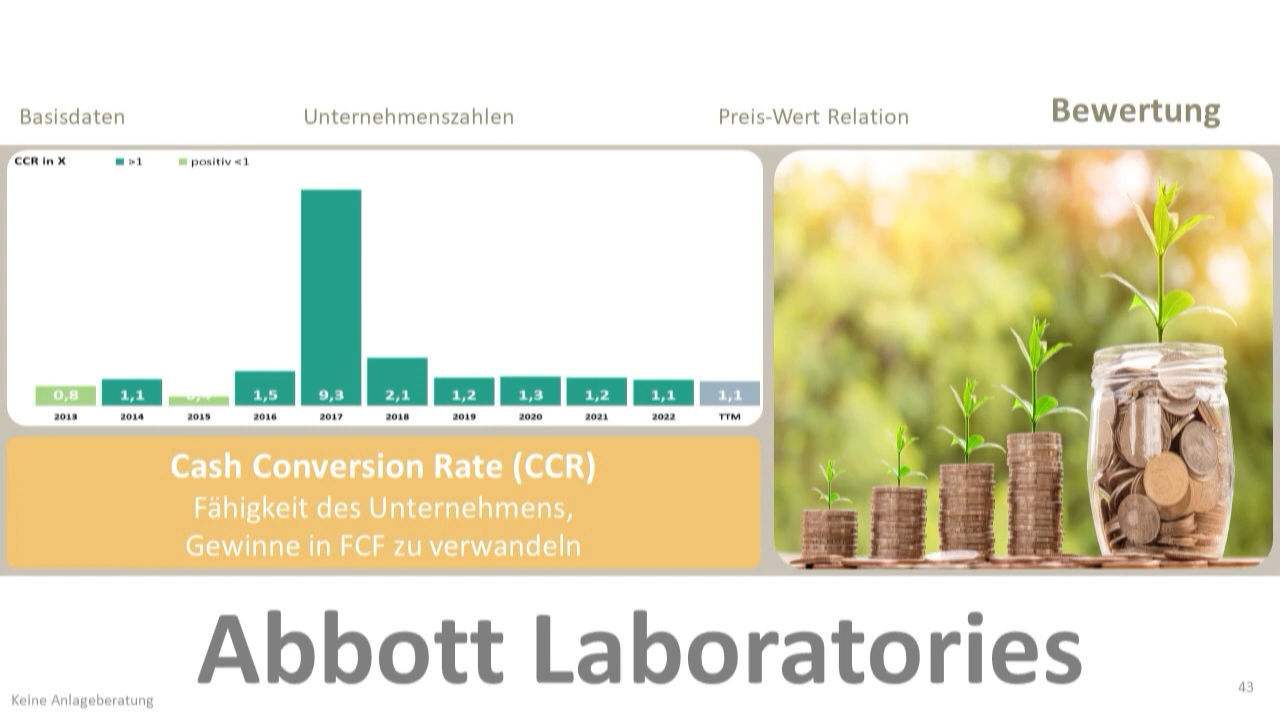 Basisdaten Unternehmenszahlen Preis-Wert Relation Bewertung
CCR in X >1 positiv <1
0,8 1,1 1,5 9,3 2,1 1,2 1,3 1,2 1,1 1,1
2013 2014 2015 2016 2017 2018 2019 2020 2021 2022 TTM
Cash Conversion Rate (CCR)
Fähigkeit des Unternehmens,
Gewinne in FCF zu verwandeln
Abbott Laboratories
Keine Anlageberatung
43